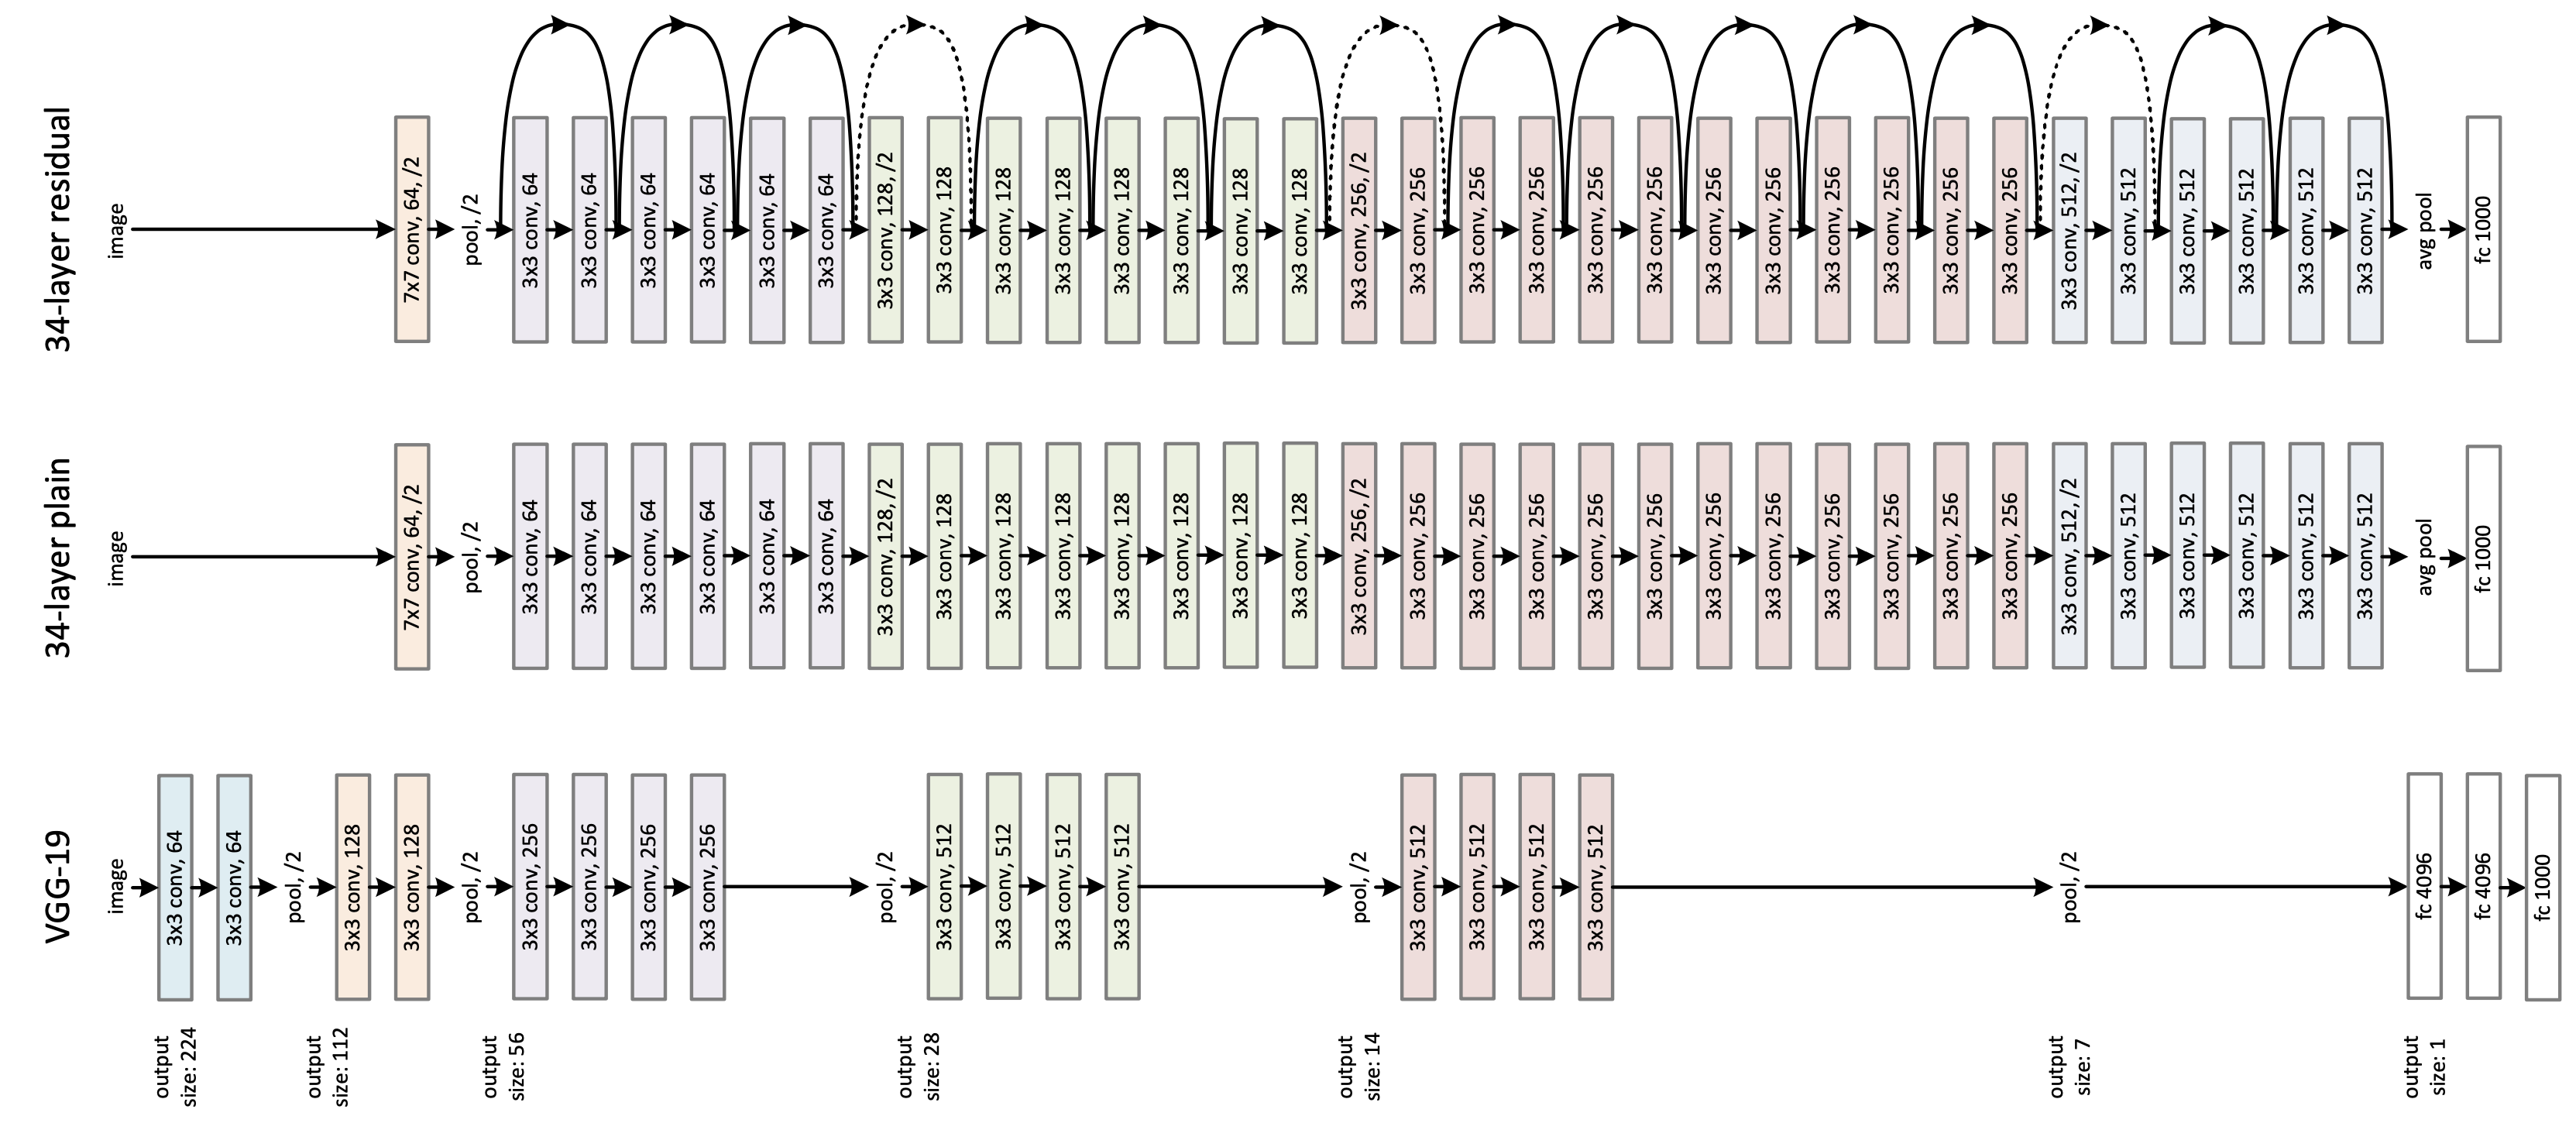 34-layer residual
image
7x7 conv, 64, /2
pool, /2
3x3 conv, 64
3x3 conv, 64
3x3 conv, 64
3x3 conv, 64
3x3 conv, 64
3x3 conv, 64
3x3 conv, 128, /2
3x3 conv, 128
3x3 conv, 128
3x3 conv, 128
3x3 conv, 128
3x3 conv, 128
3x3 conv, 128
3x3 conv, 128
3x3 conv, 256, /2
3x3 conv, 256
3x3 conv, 256
3x3 conv, 256
3x3 conv, 256
3x3 conv, 256
3x3 conv, 256
3x3 conv, 256
3x3 conv, 256
3x3 conv, 256
3x3 conv, 256
3x3 conv, 256
3x3 conv, 512, /2
3x3 conv, 512
3x3 conv, 512
3x3 conv, 512
3x3 conv, 512
3x3 conv, 512
avg pool
fc 1000
34-layer plain
image
7x7 conv, 64, /2
pool, /2
3x3 conv, 64
3x3 conv, 64
3x3 conv, 64
3x3 conv, 64
3x3 conv, 64
3x3 conv, 64
3x3 conv, 128, /2
3x3 conv, 128
3x3 conv, 128
3x3 conv, 128
3x3 conv, 128
3x3 conv, 128
3x3 conv, 128
3x3 conv, 128
3x3 conv, 256, /2
3x3 conv, 256
3x3 conv, 256
3x3 conv, 256
3x3 conv, 256
3x3 conv, 256
3x3 conv, 256
3x3 conv, 256
3x3 conv, 256
3x3 conv, 256
3x3 conv, 256
3x3 conv, 256
3x3 conv, 512, /2
3x3 conv, 512
3x3 conv, 512
3x3 conv, 512
3x3 conv, 512
3x3 conv, 512
avg pool
fc 1000
VGG-19
image
3x3 conv, 64
3x3 conv, 64
pool, /2
3x3 conv, 128
3x3 conv, 128
pool, /2
3x3 conv, 256
3x3 conv, 256
3x3 conv, 256
3x3 conv, 256
pool, /2
3x3 conv, 512
3x3 conv, 512
3x3 conv, 512
3x3 conv, 512
pool, /2
3x3 conv, 512
3x3 conv, 512
3x3 conv, 512
3x3 conv, 512
pool, /2
fc 4096
fc 4096
fc 1000
output
size: 224
output
size: 112
output
size: 56
output
size: 28
output
size: 14
output
size: 7
output
size: 1